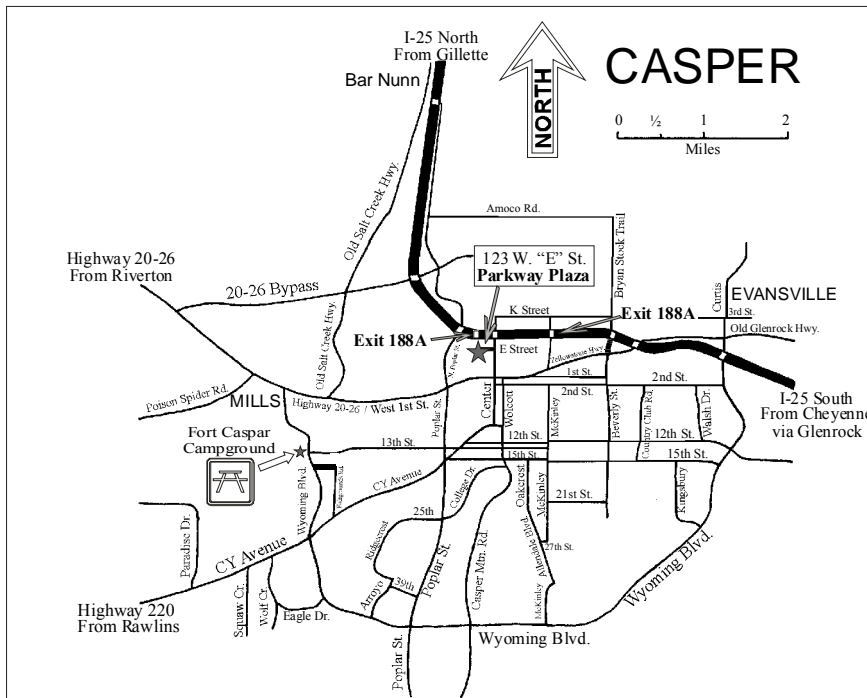 I-25 North
From Gillette
Bar Nunn
NORTH
CASPER
0 ½ 1 2
Miles
Old Salt Creek Hwy.
Amoco Rd.
Bryan Stock Trail
Highway 20-26
From Riverton
20-26 Bypass
123 W. “E” St.
Parkway Plaza
Curtis
EVANSVILLE
K Street
Exit 188A
3rd St.
Old Glenrock Hwy.
Exit 188A
N. Poplar St.
E Street
Yellowstone Hwy.
Old Salt Creek Hwy.
1st St.
2nd St.
2nd St.
Poison Spider Rd.
MILLS
Highway 20-26 / West 1st St.
Poplar St.
Center
Wolcott
McKinley
Beverly St.
Country Club Rd.
Walsh Dr.
I-25 South
From Cheyenne
via Glenrock
Fort Caspar
Campground
13th St.
12th St.
12th St.
15th St.
15th St.
Wyoming Blvd.
CY Avenue
College Dr.
Oakcrest
McKinley
21st St.
Kingsbury
Paradise Dr.
25th
Ridgecrest
CY Avenue
Poplar St.
Casper Mtn. Rd.
Allendale Blvd.
27th St.
Wyoming Blvd.
39th
Arroyo
McKinley
Highway 220
From Rawlins
Squaw Cr.
Wolf Cr.
Eagle Dr.
Wyoming Blvd.
Poplar St.